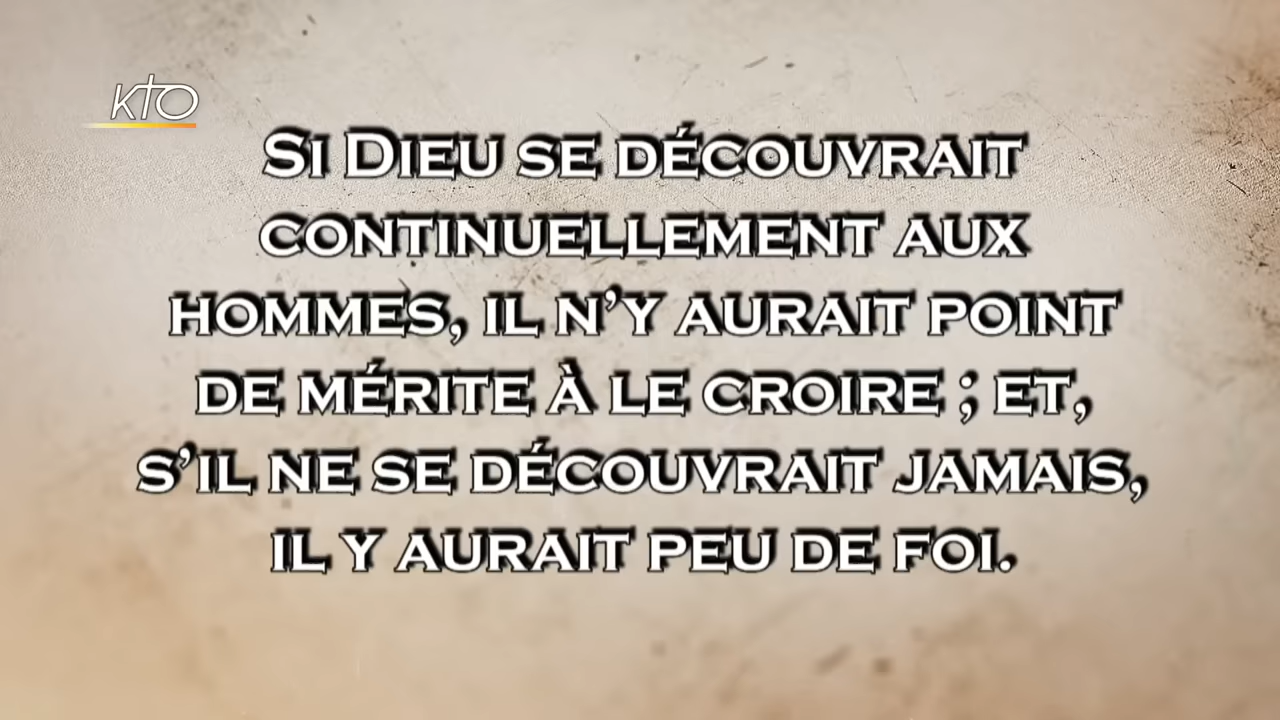 KTO
Si Dieu se découvrait
continuellement aux
hommes, il n’y aurait point
de mérite à le croire ; et,
s’il ne se découvrait jamais,
il y aurait peu de foi.